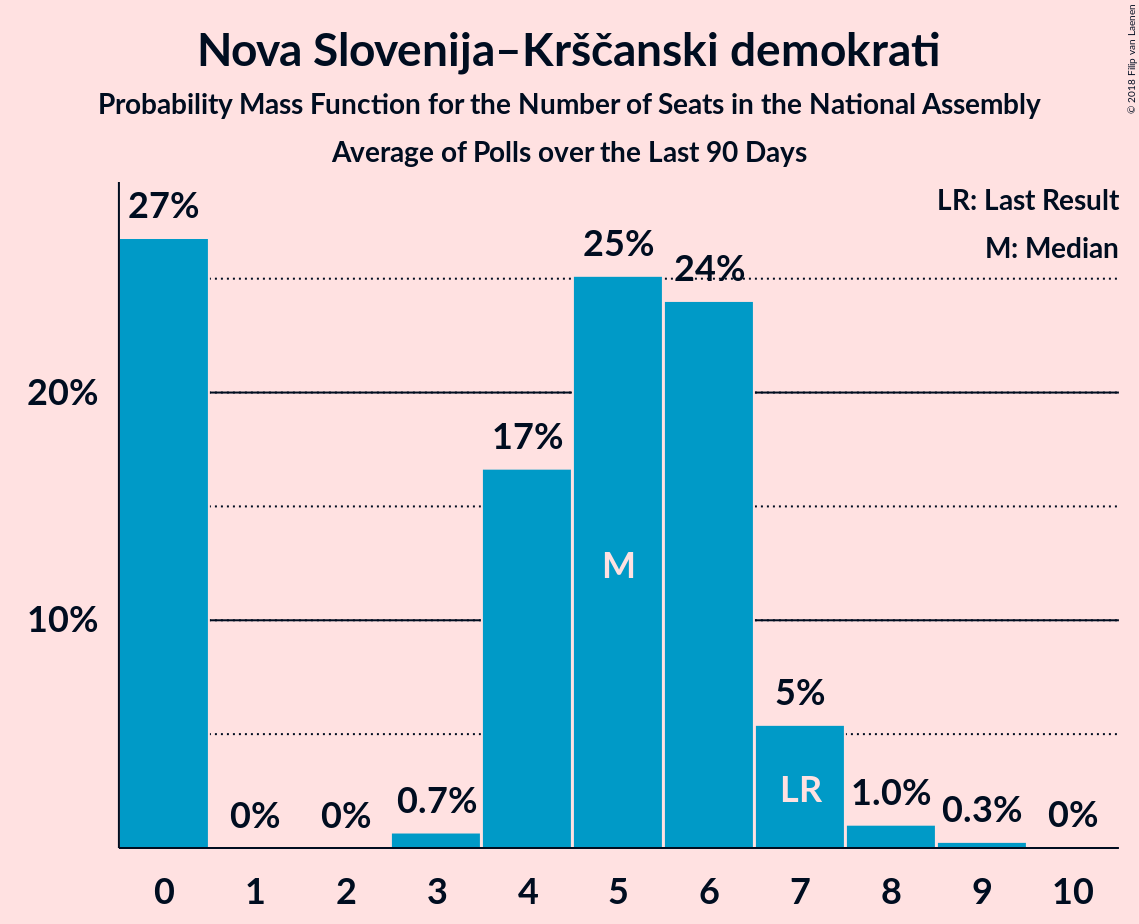 Nova Slovenija–Krščanski demokrati
Probability Mass Function for the Number of Seats in the National Assembly
Average of Polls over the Last 90 Days
© 2018 Filip van Laenen
LR: Last Result
M: Median
27%
25%
24%
20%
17%
M
10%
5%
LR
0%
0%
0.7%
1.0%
0.3%
0%
0 1 2 3 4 5 6 7 8 9 10